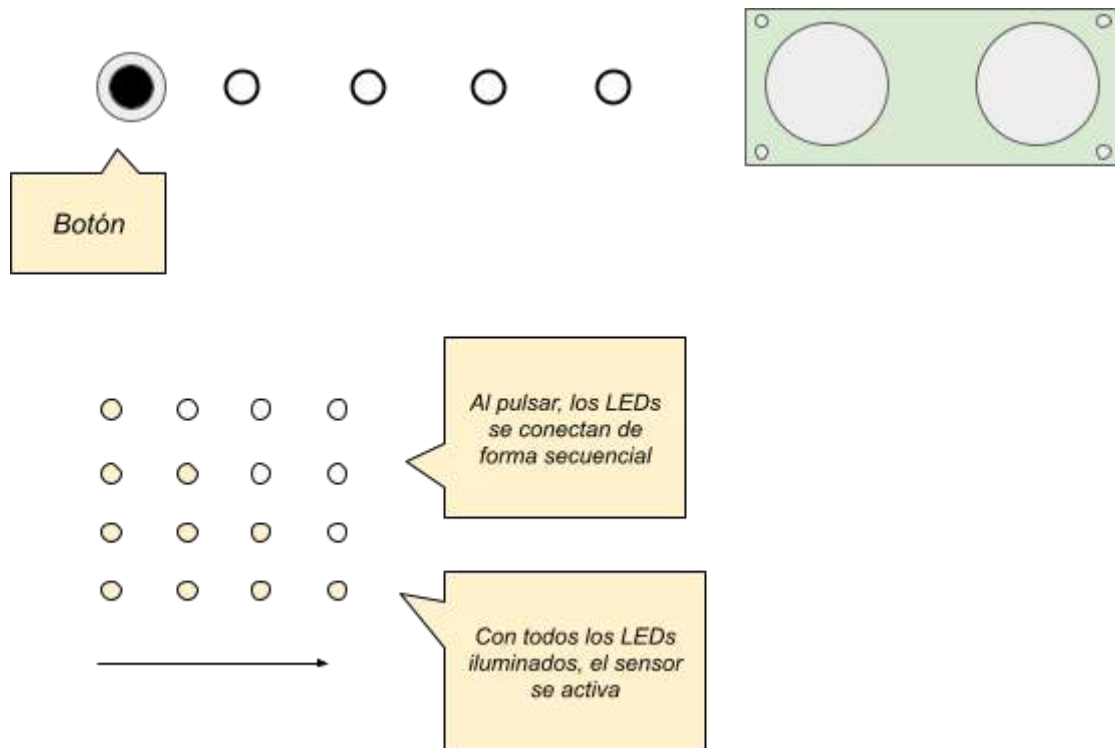 Botón
Al pulsar, los LEDs
se conectan de
forma secuencial
Con todos los LEDs
iluminados, el sensor
se activa